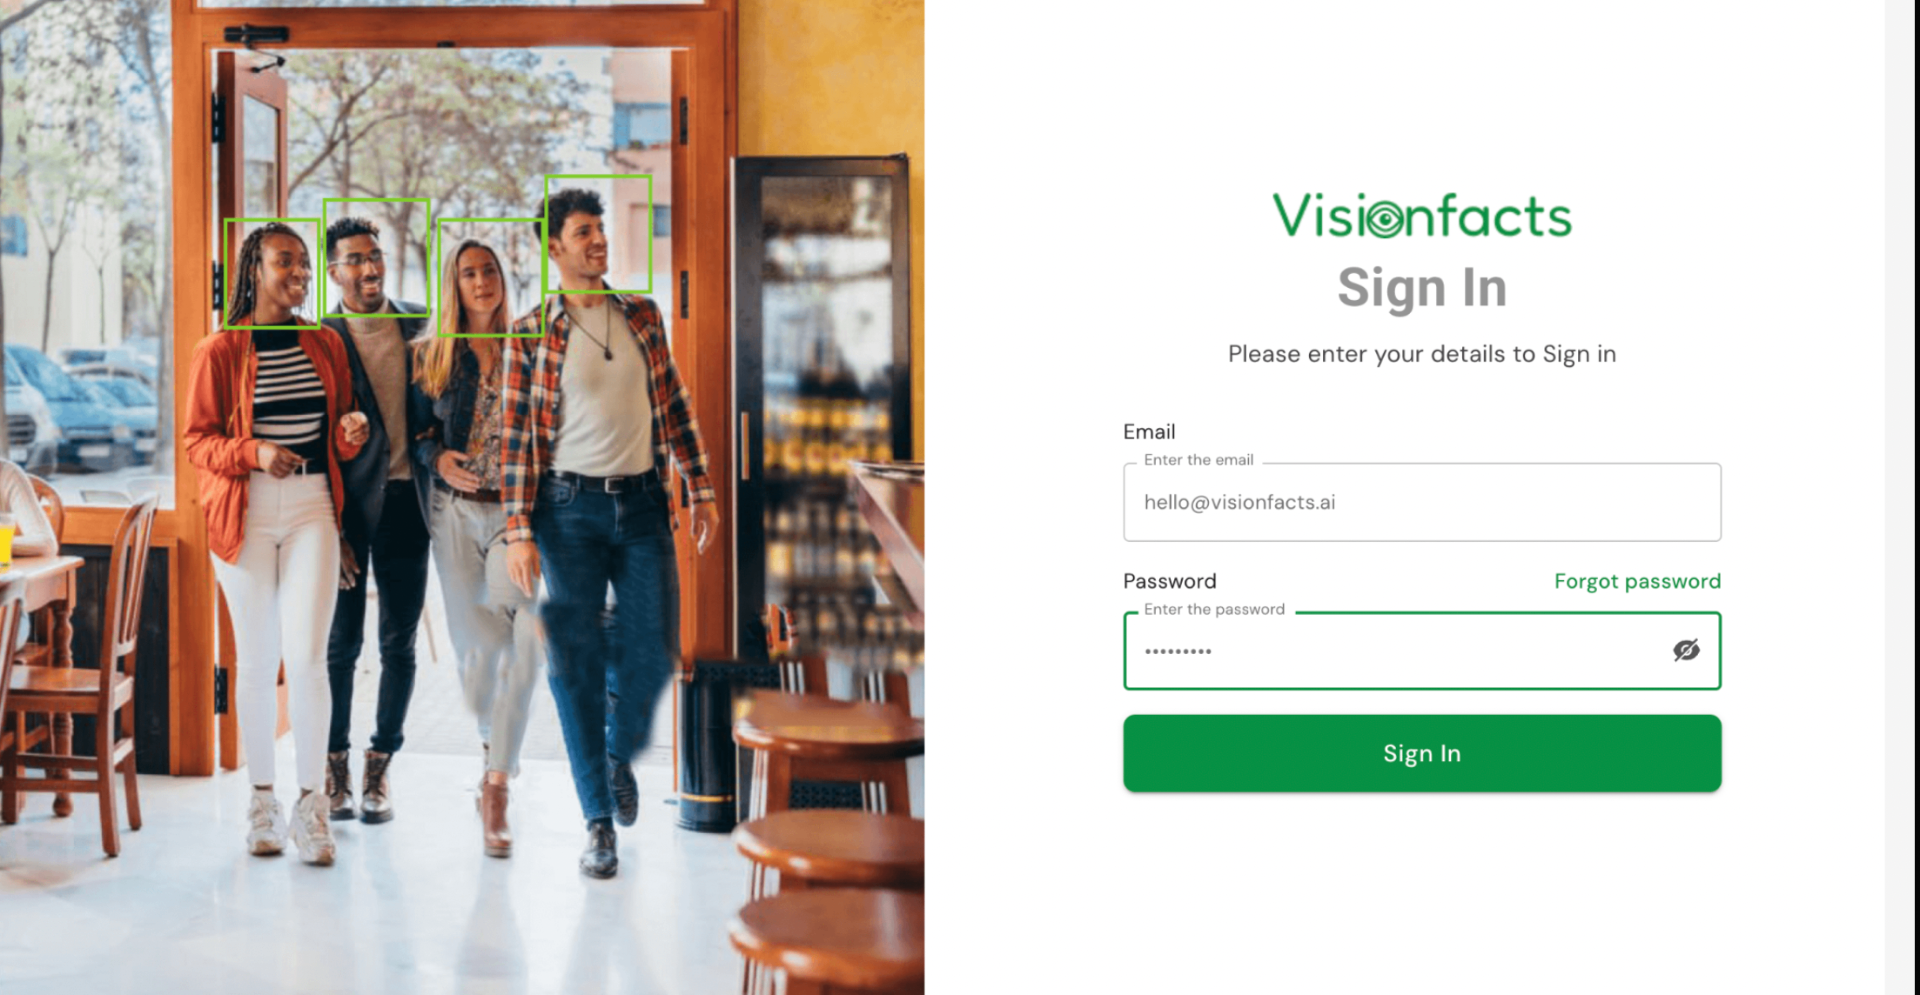 Visionfacts
Sign In
Please enter your details to Sign in
Email
Enter the email
hello@visionfacts.ai
Password Forgot password
Enter the password
•••••••••
Sign In